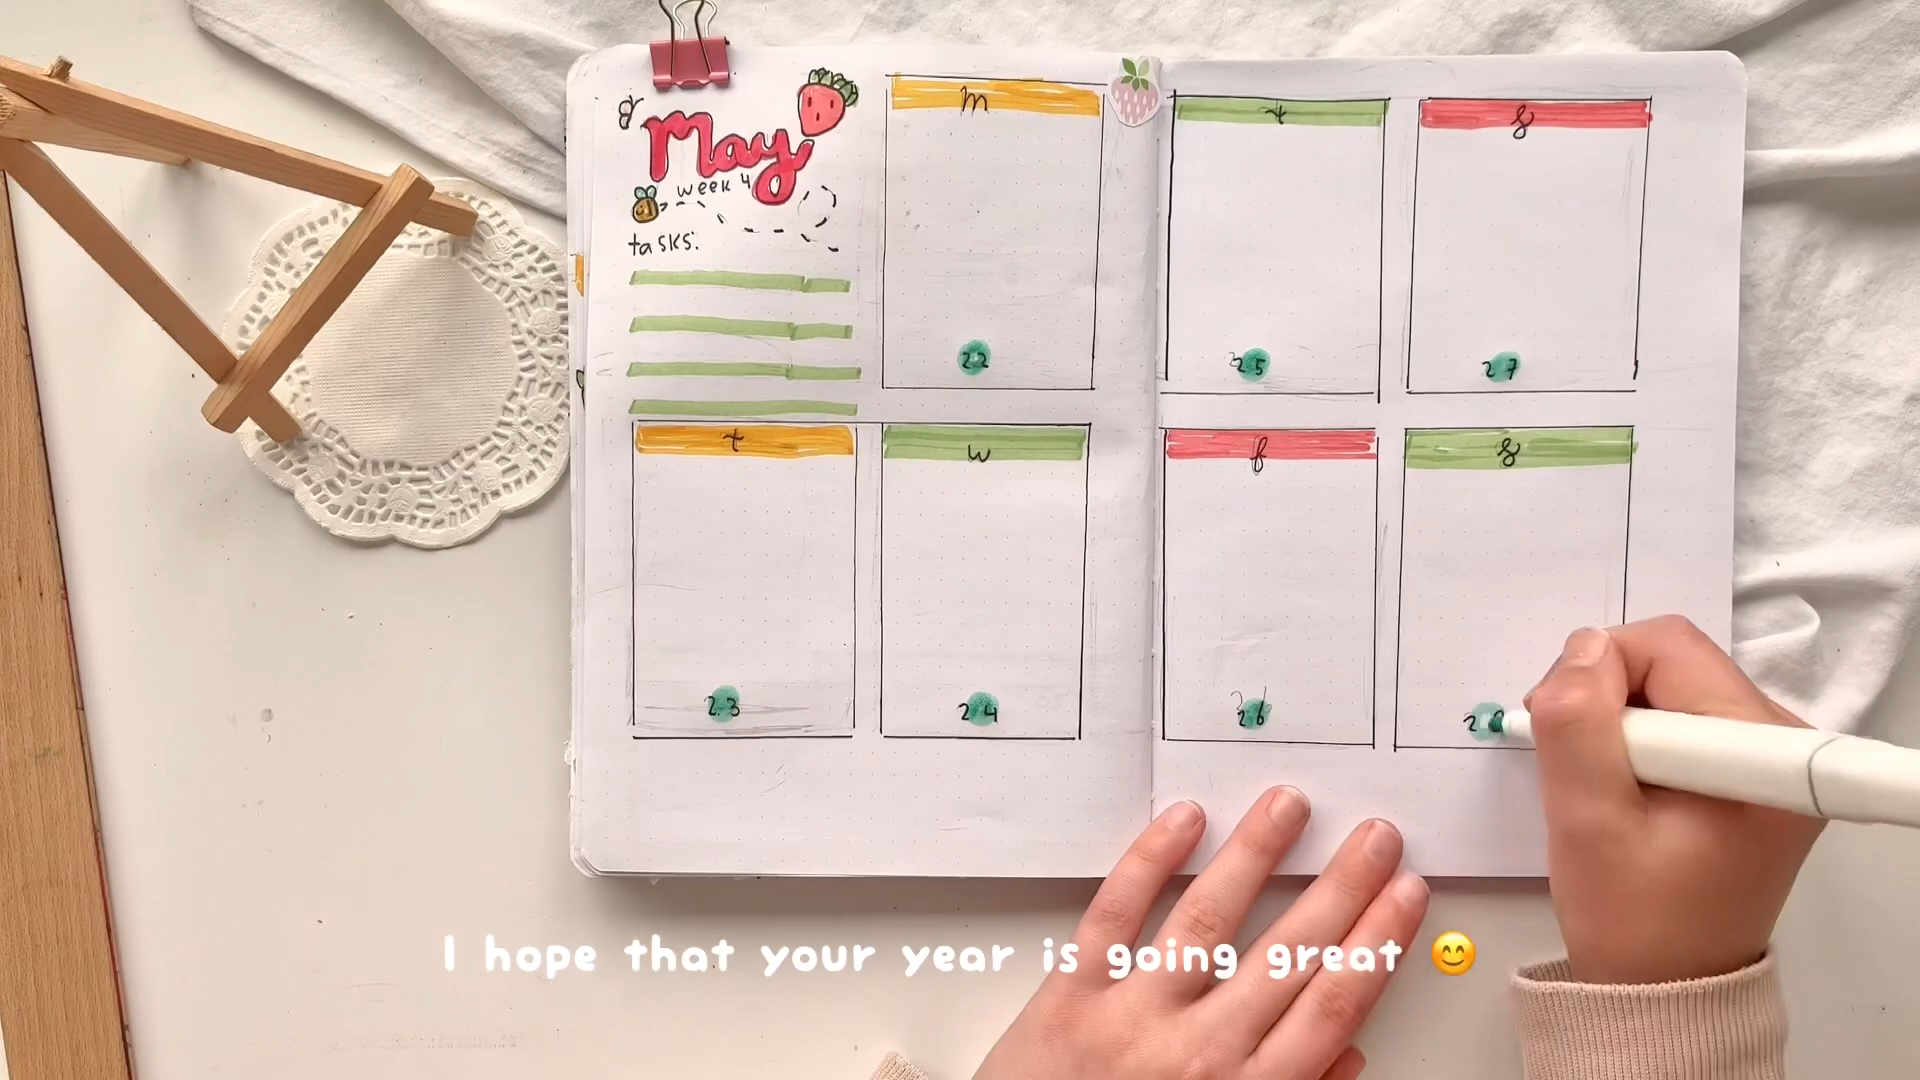 May
week 4
tasks:
m
22
t
23
w
24
t
25
f
26
s
27
s
I hope that your year is going great 😊